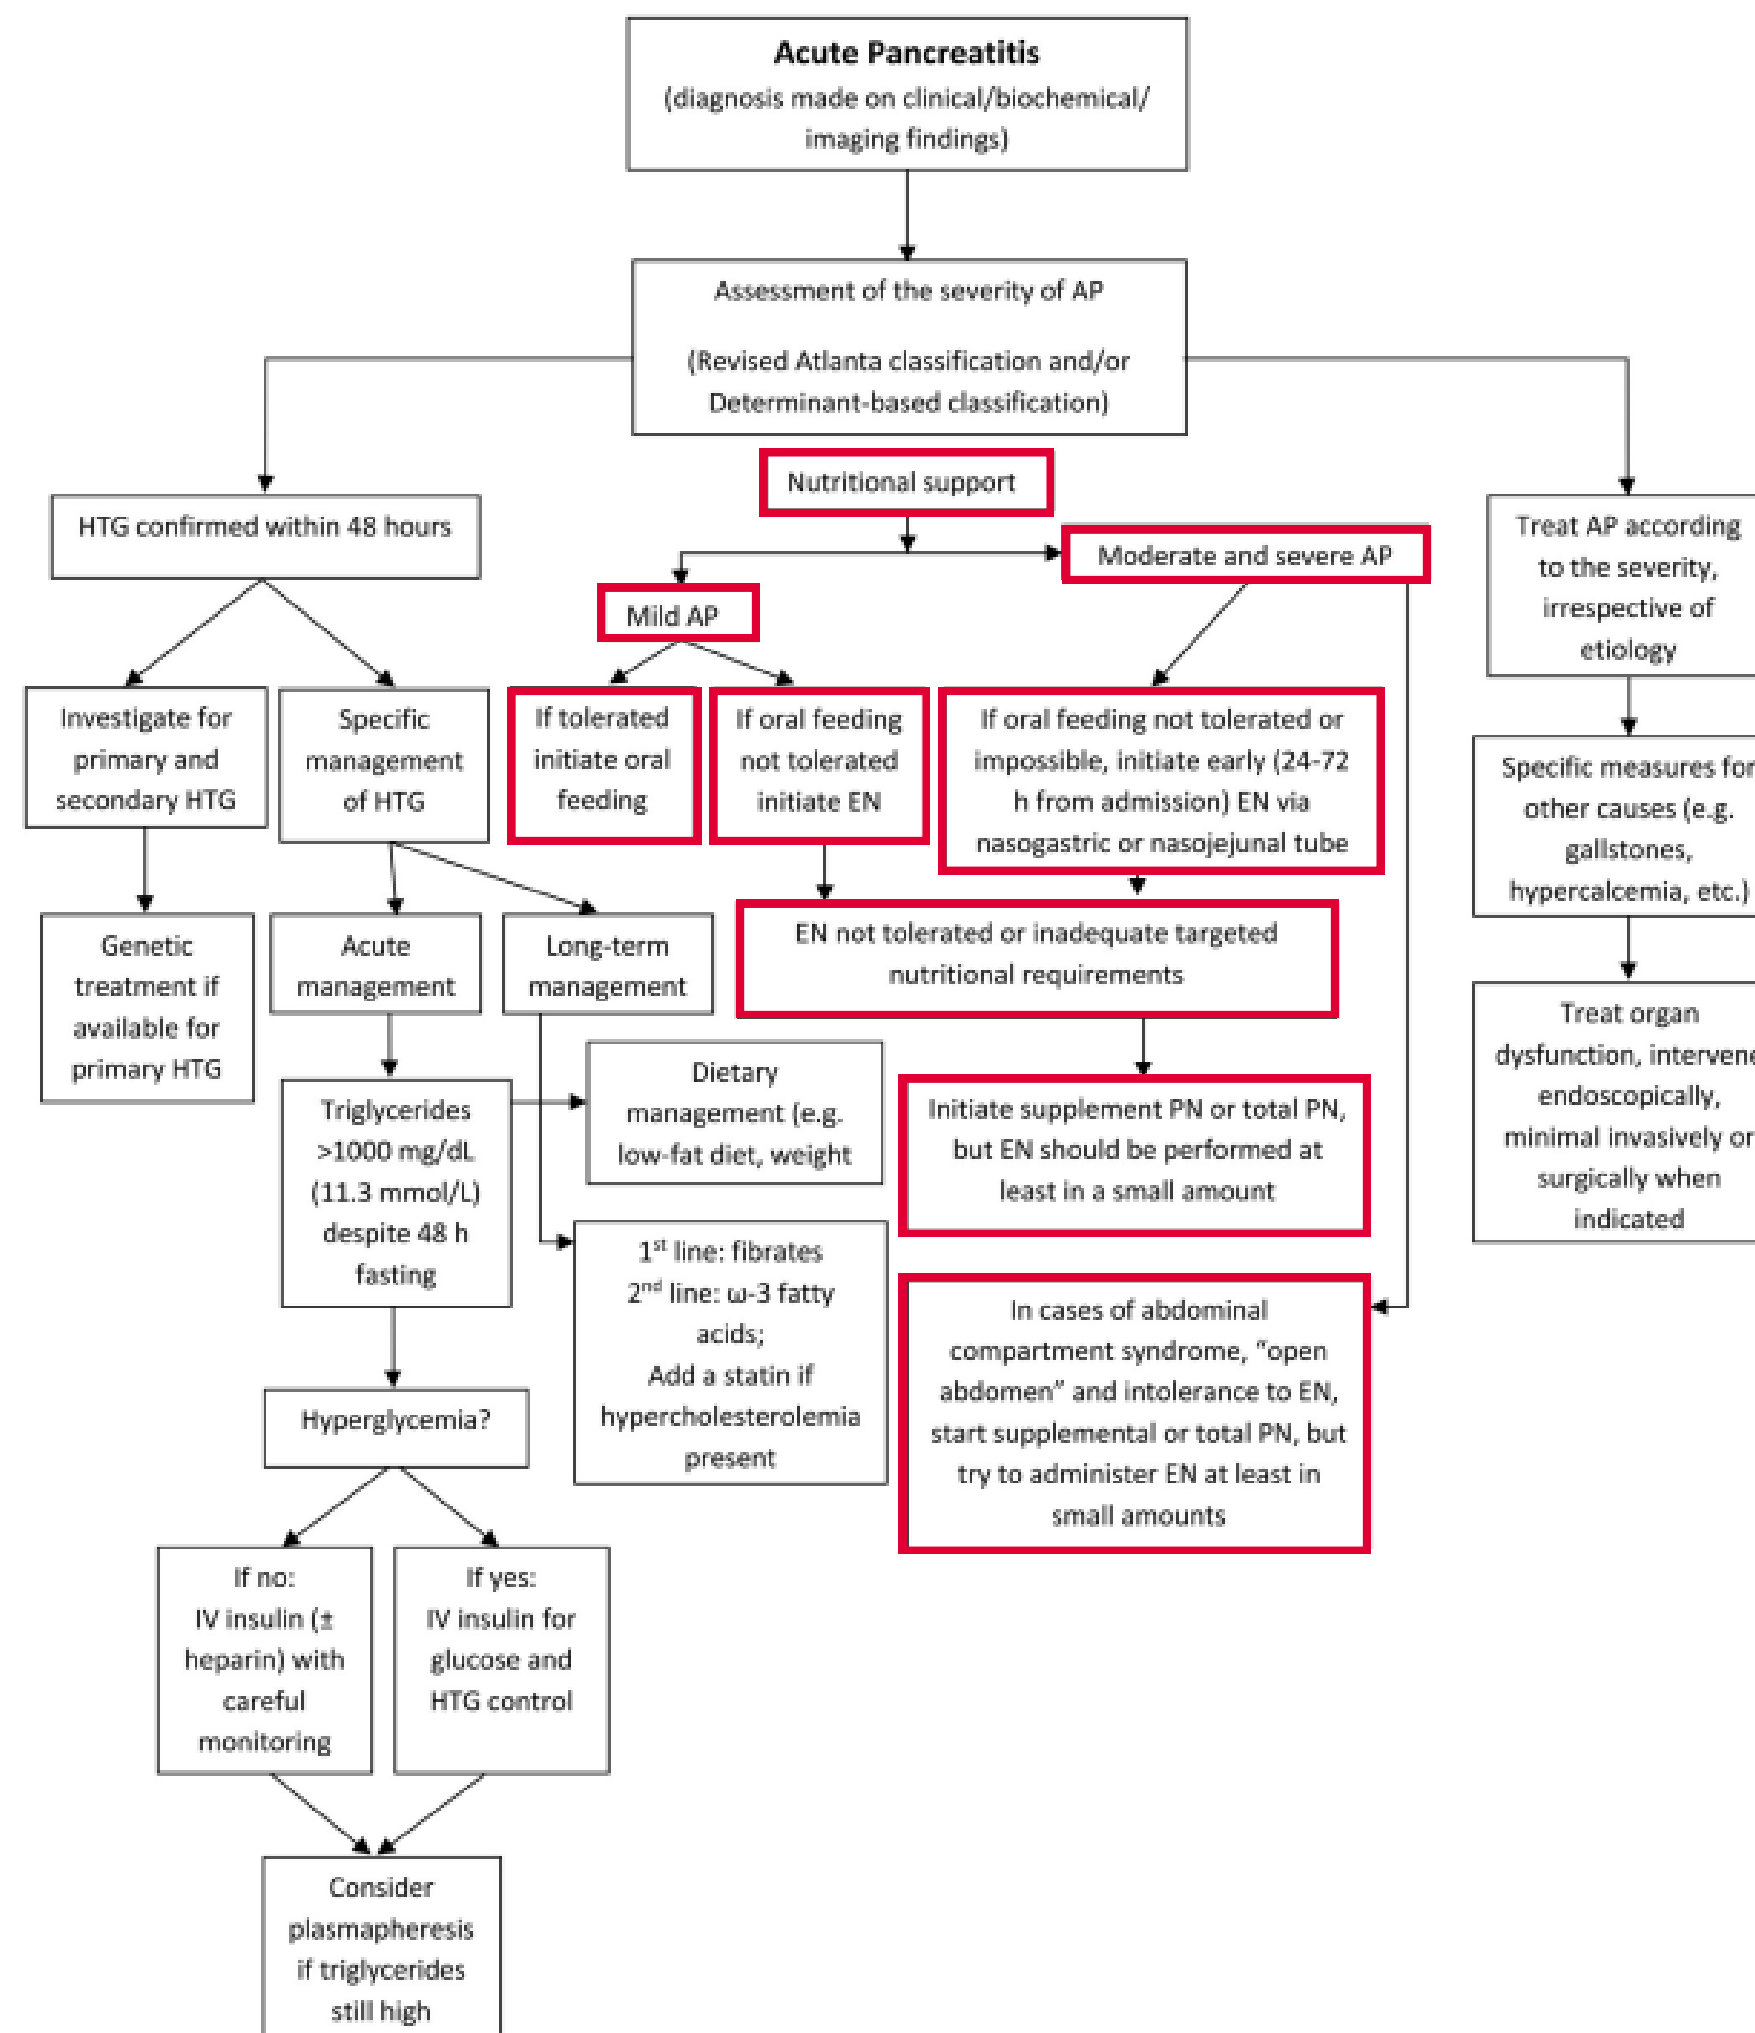 Acute Pancreatitis
(diagnosis made on clinical/biochemical/
imaging findings)
Assessment of the severity of AP
(Revised Atlanta classification and/or
Determinant-based classification)
HTG confirmed within 48 hours
Investigate for
primary and
secondary HTG
Genetic
treatment if
available for
primary HTG
Specific
management
of HTG
Acute
management
Long-term
management
Triglycerides
>1000 mg/dL
(11.3 mmol/L)
despite 48 h
fasting
Dietary
management (e.g.
low-fat diet, weight
1st line: fibrates
2nd line: ω-3 fatty
acids;
Add a statin if
hypercholesterolemia
present
Hyperglycemia?
If no:
IV insulin (±
heparin) with
careful
monitoring
If yes:
IV insulin for
glucose and
HTG control
Consider
plasmapheresis
if triglycerides
still high
Nutritional support
Mild AP
If tolerated
initiate oral
feeding
If oral feeding
not tolerated
initiate EN
Moderate and severe AP
If oral feeding not tolerated or
impossible, initiate early (24-72
h from admission) EN via
nasogastric or nasojejunal tube
EN not tolerated or inadequate targeted
nutritional requirements
Initiate supplement PN or total PN,
but EN should be performed at
least in a small amount
In cases of abdominal
compartment syndrome, “open
abdomen” and intolerance to EN,
start supplemental or total PN, but
try to administer EN at least in
small amounts
Treat AP according
to the severity,
irrespective of
etiology
Specific measures for
other causes (e.g.
gallstones,
hypercalcemia, etc.)
Treat organ
dysfunction, intervene
endoscopically,
minimal invasively or
surgically when
indicated